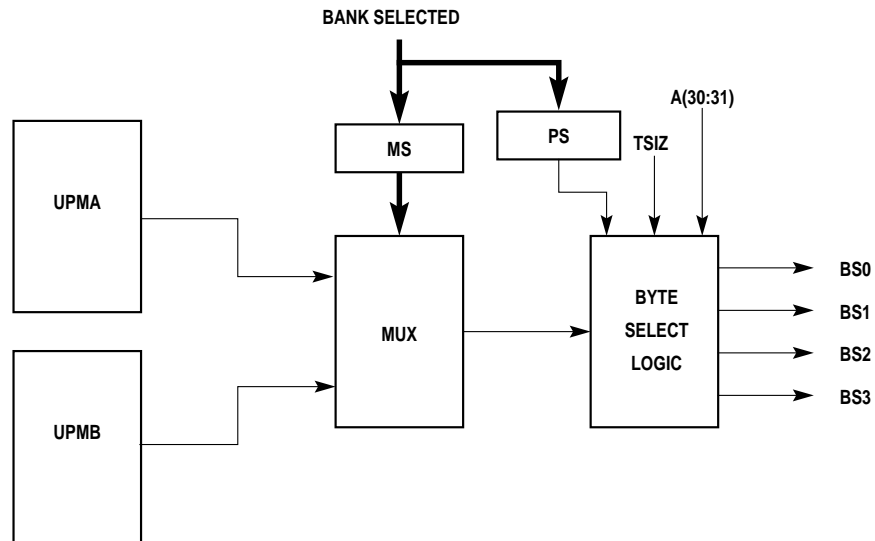 BANK SELECTED
A(30:31)
MS
PS
TSIZ
UPMA
BYTE
SELECT
LOGIC
MUX
BS0
BS1
BS2
BS3
UPMB